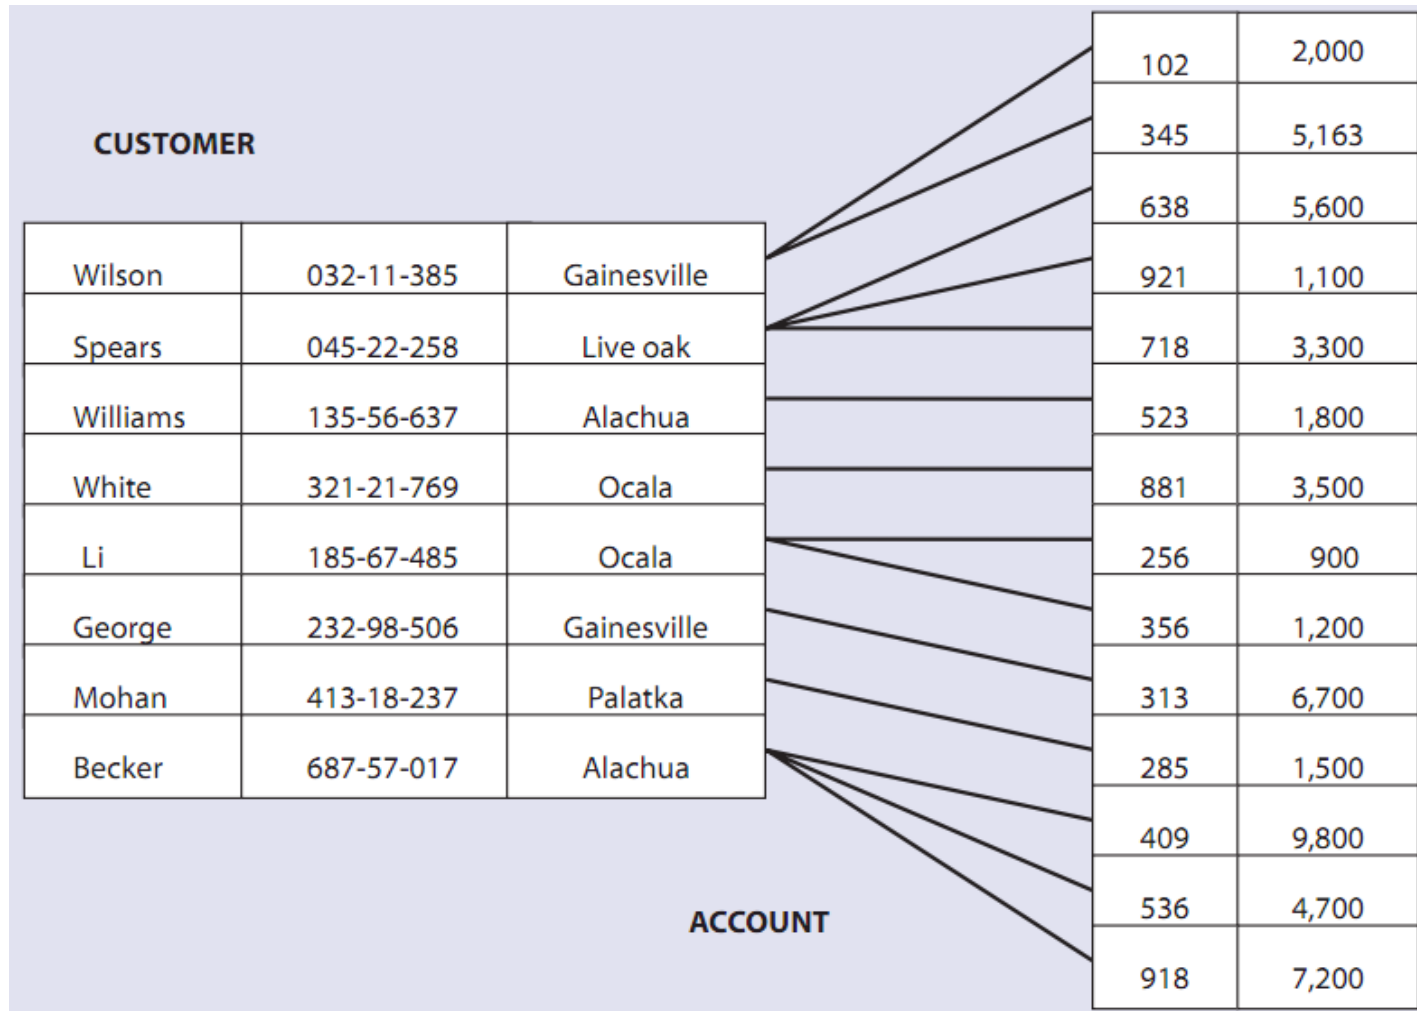 CUSTOMER
Wilson 032-11-385 Gainesville
Spears 045-22-258 Live oak
Williams 135-56-637 Alachua
White 321-21-769 Ocala
Li 185-67-485 Ocala
George 232-98-506 Gainesville
Mohan 413-18-237 Palatka
Becker 687-57-017 Alachua
ACCOUNT
102 2,000
345 5,163
638 5,600
921 1,100
718 3,300
523 1,800
881 3,500
256 900
356 1,200
313 6,700
285 1,500
409 9,800
536 4,700
918 7,200